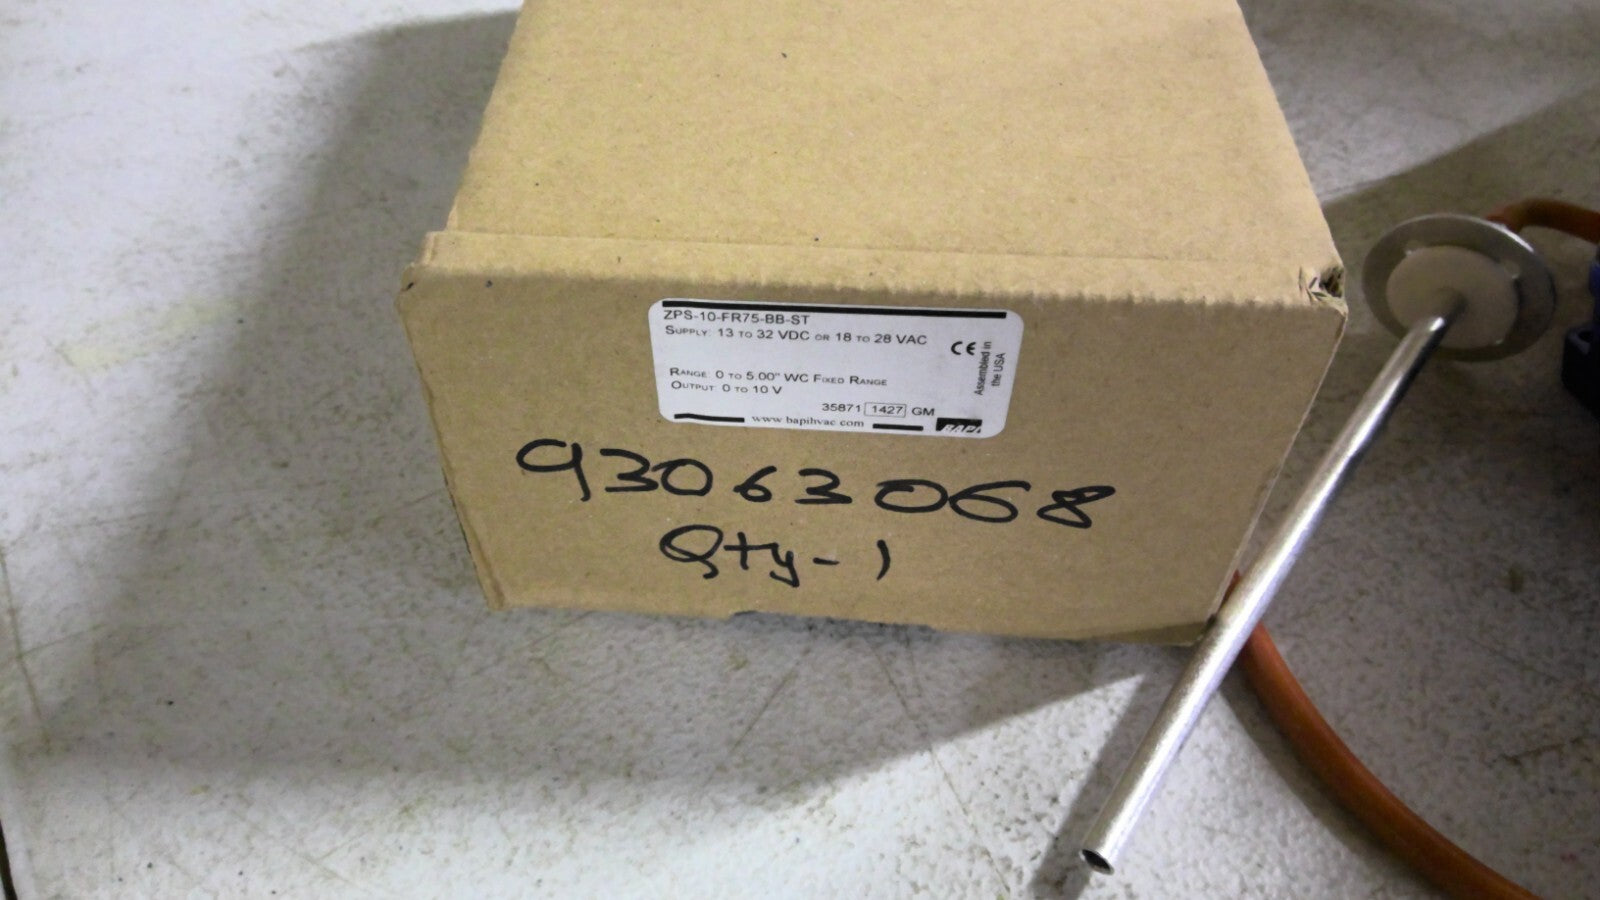 ZPS-10-FR75-BB-ST
SUPPLY: 13 TO 32 VDC OR 18 TO 28 VAC
CE
Assembled in
the USA
RANGE: 0 TO 5.00" WC FIXED RANGE
OUTPUT: 0 TO 10 V
35871 1427 GM
www.bapihvac.com
BAPI
93063068
Qty-1